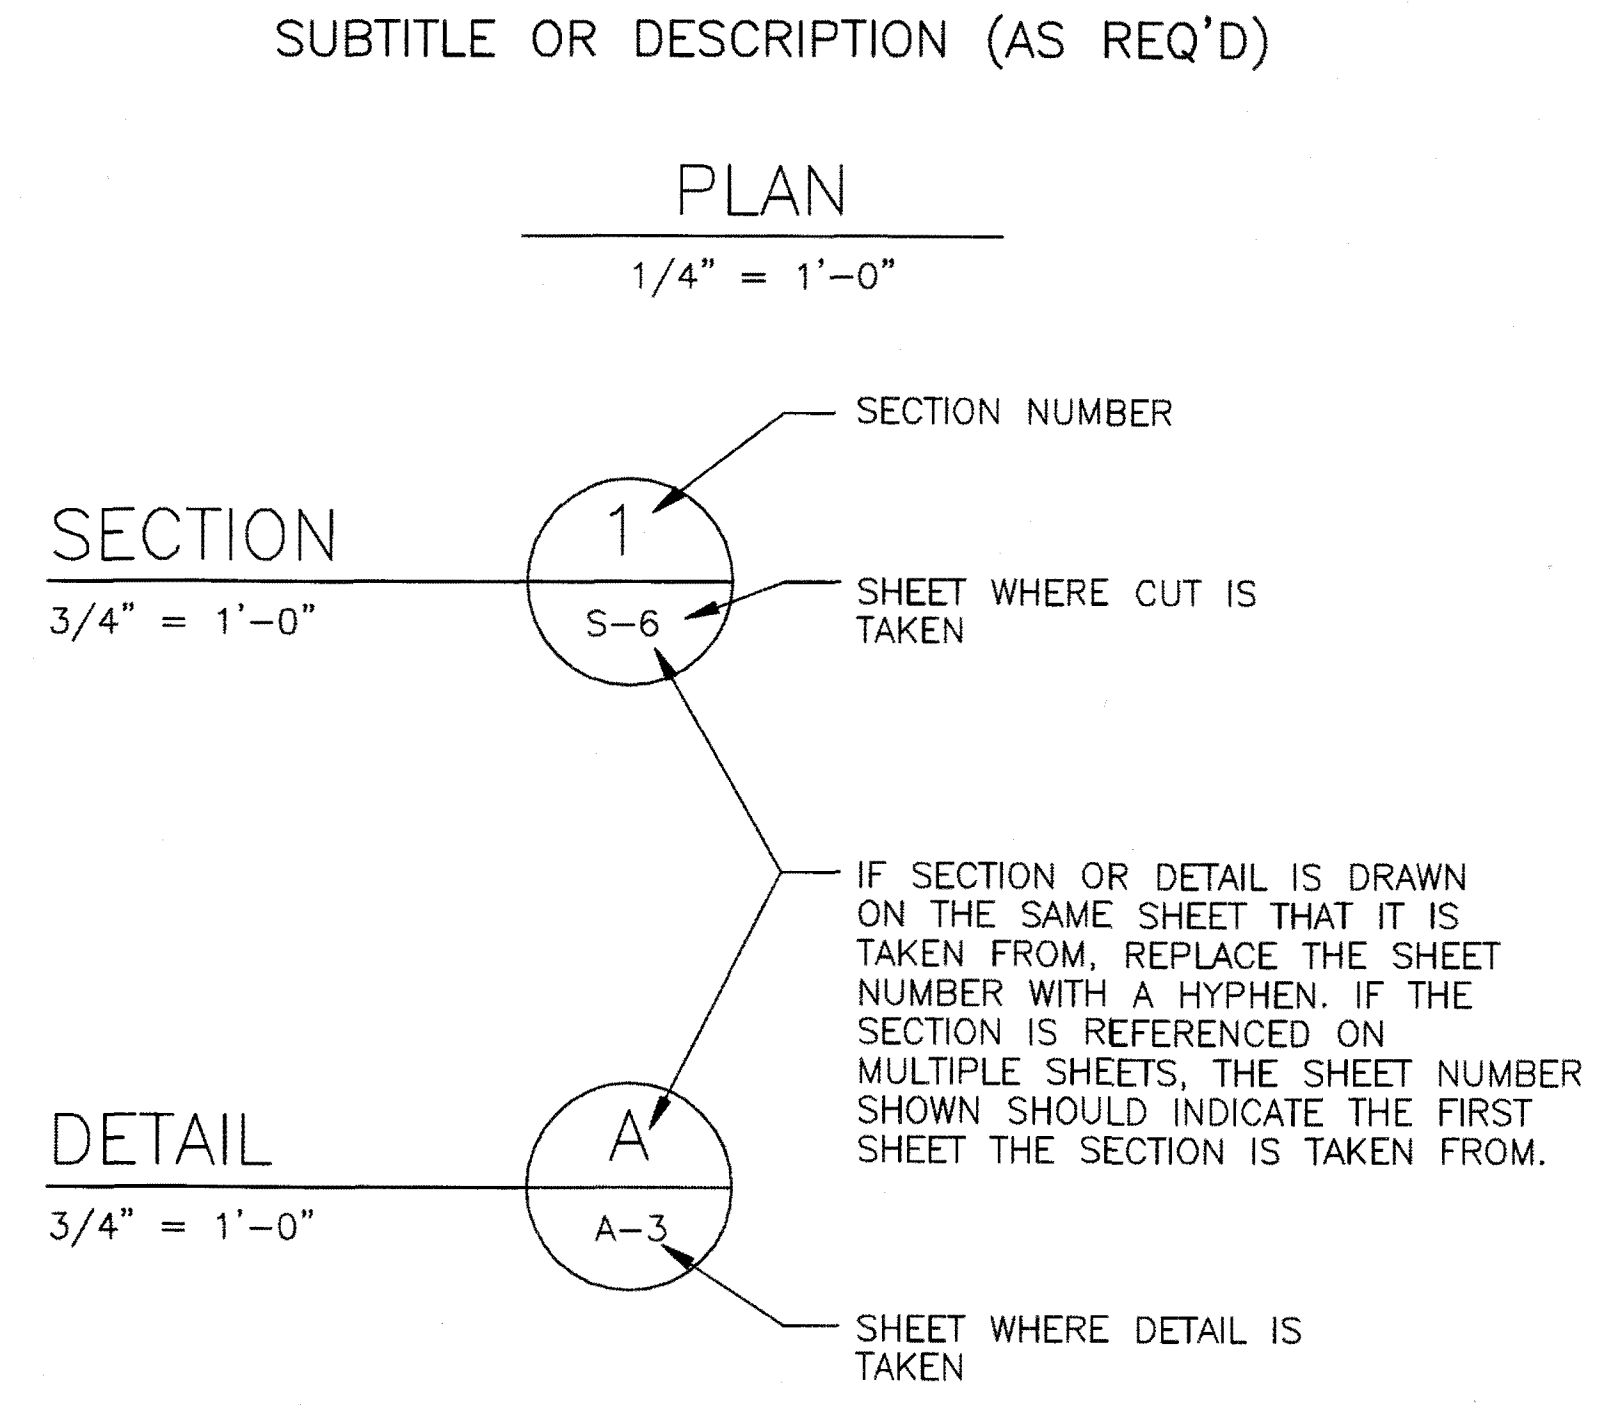 SUBTITLE OR DESCRIPTION (AS REQ'D)
PLAN
1/4" = 1'-0"
SECTION NUMBER
SECTION
1
3/4" = 1'-0"
S-6
SHEET WHERE CUT IS
TAKEN
IF SECTION OR DETAIL IS DRAWN
ON THE SAME SHEET THAT IT IS
TAKEN FROM, REPLACE THE SHEET
NUMBER WITH A HYPHEN. IF THE
SECTION IS REFERENCED ON
MULTIPLE SHEETS, THE SHEET NUMBER
SHOWN SHOULD INDICATE THE FIRST
SHEET THE SECTION IS TAKEN FROM.
DETAIL
A
3/4" = 1'-0"
A-3
SHEET WHERE DETAIL IS
TAKEN